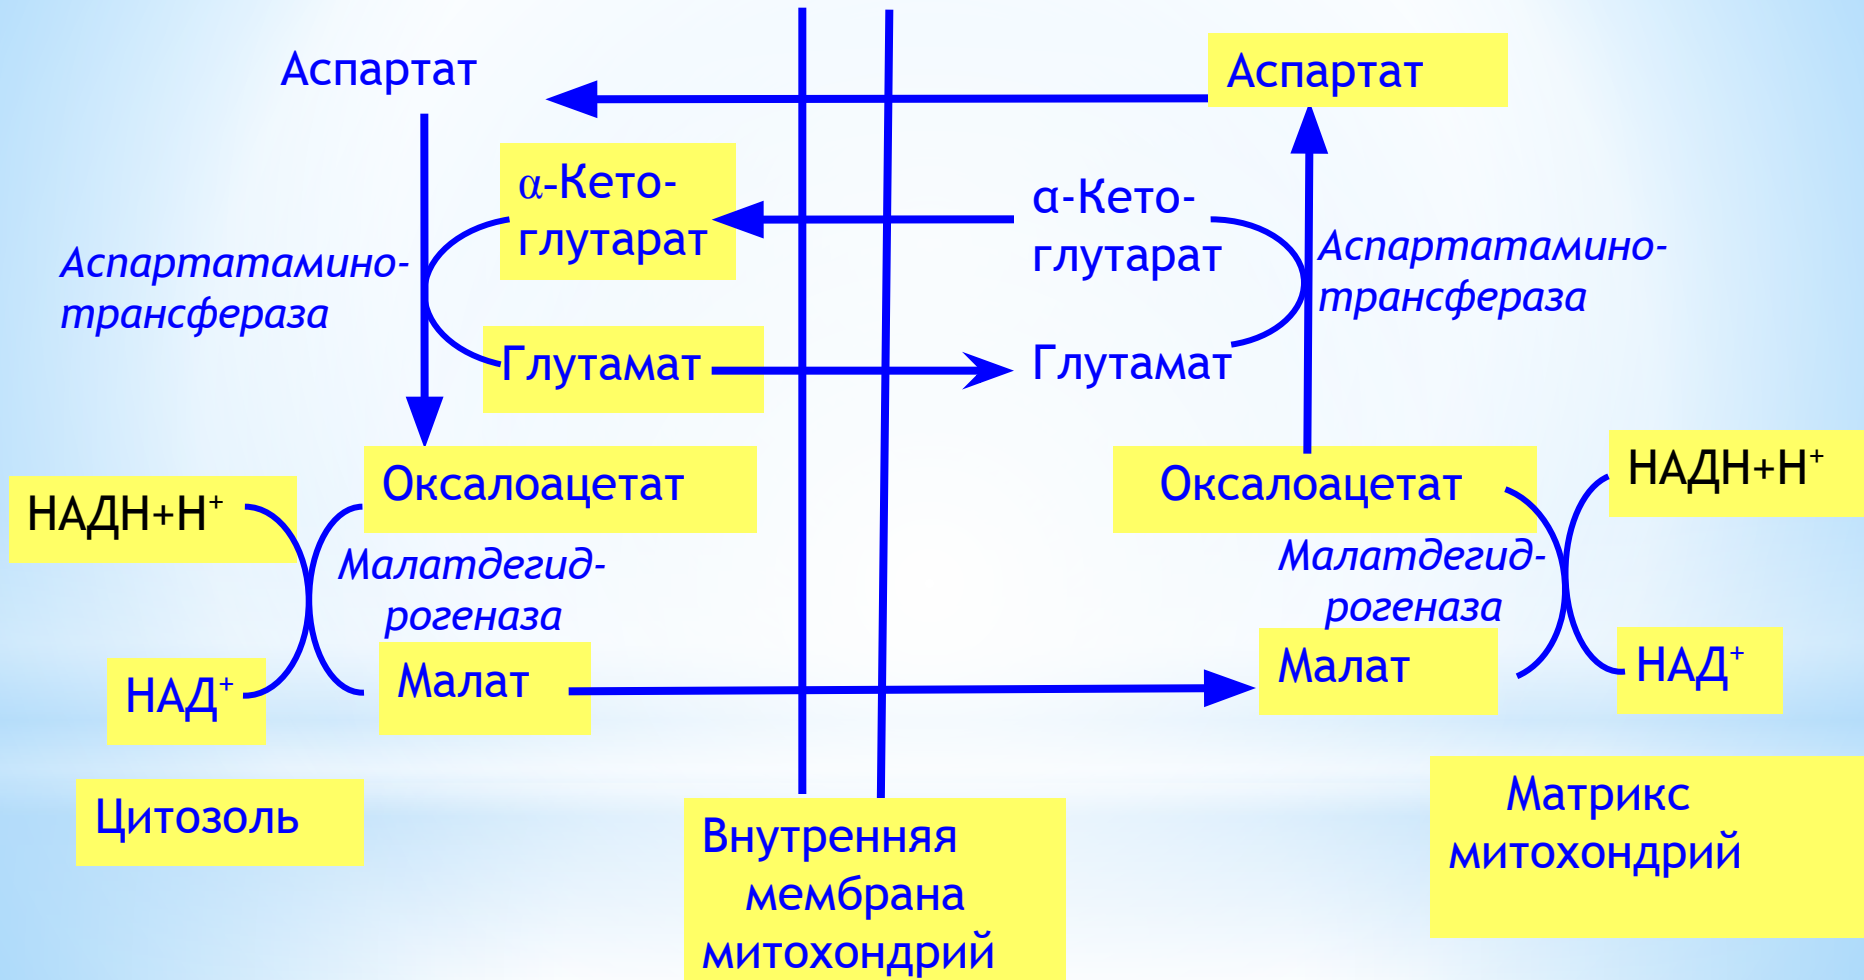 Аспартат
Аспартат
α-Кето-
глутарат
α-Кето-
глутарат
Аспартатамино-
трансфераза
Аспартатамино-
трансфераза
Глутамат
Глутамат
Оксалоацетат
Оксалоацетат
НАДН+Н⁺
НАДН+Н⁺
Малатдегид-
рогеназа
Малатдегид-
рогеназа
НАД⁺
Малат
Малат
НАД⁺
Цитозоль
Внутренняя
мембрана
митохондрий
Матрикс
митохондрий